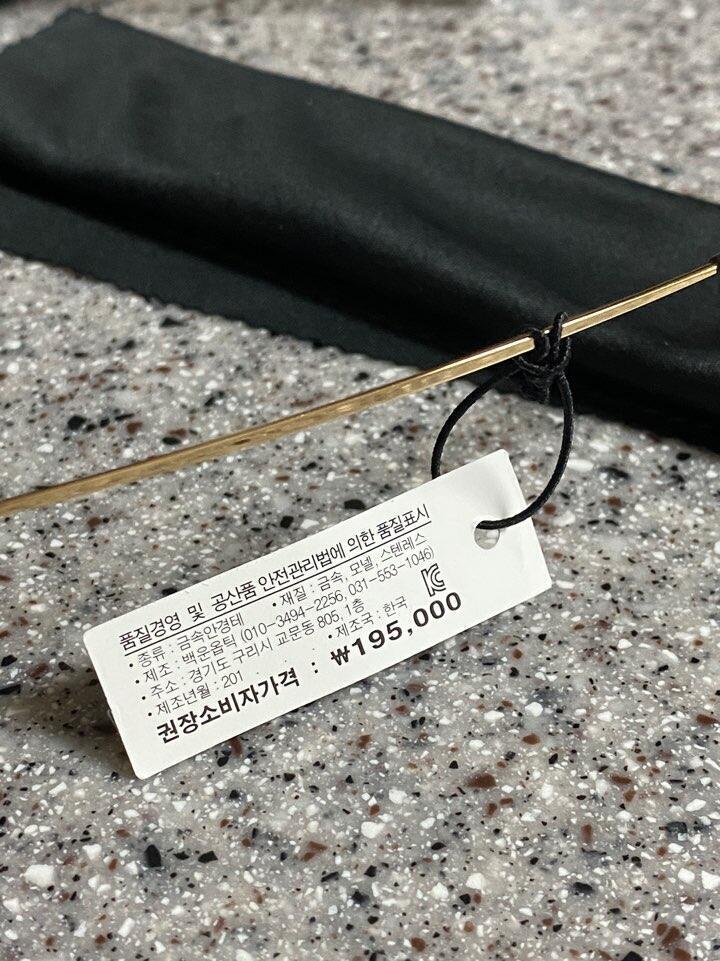 품질경영 및 공산품 안전관리법에 의한 품질표시
• 종류 : 금속안경테 • 재질 : 금속, 모넬, 스텐레스
• 제조 : 백운옵틱 (010-3494-2256, 031-553-1046)
• 주소 : 경기도 구리시 교문동 805, 1층
• 제조년월 : 201 • 제조국 : 한국
권장소비자가격 : ₩195,000